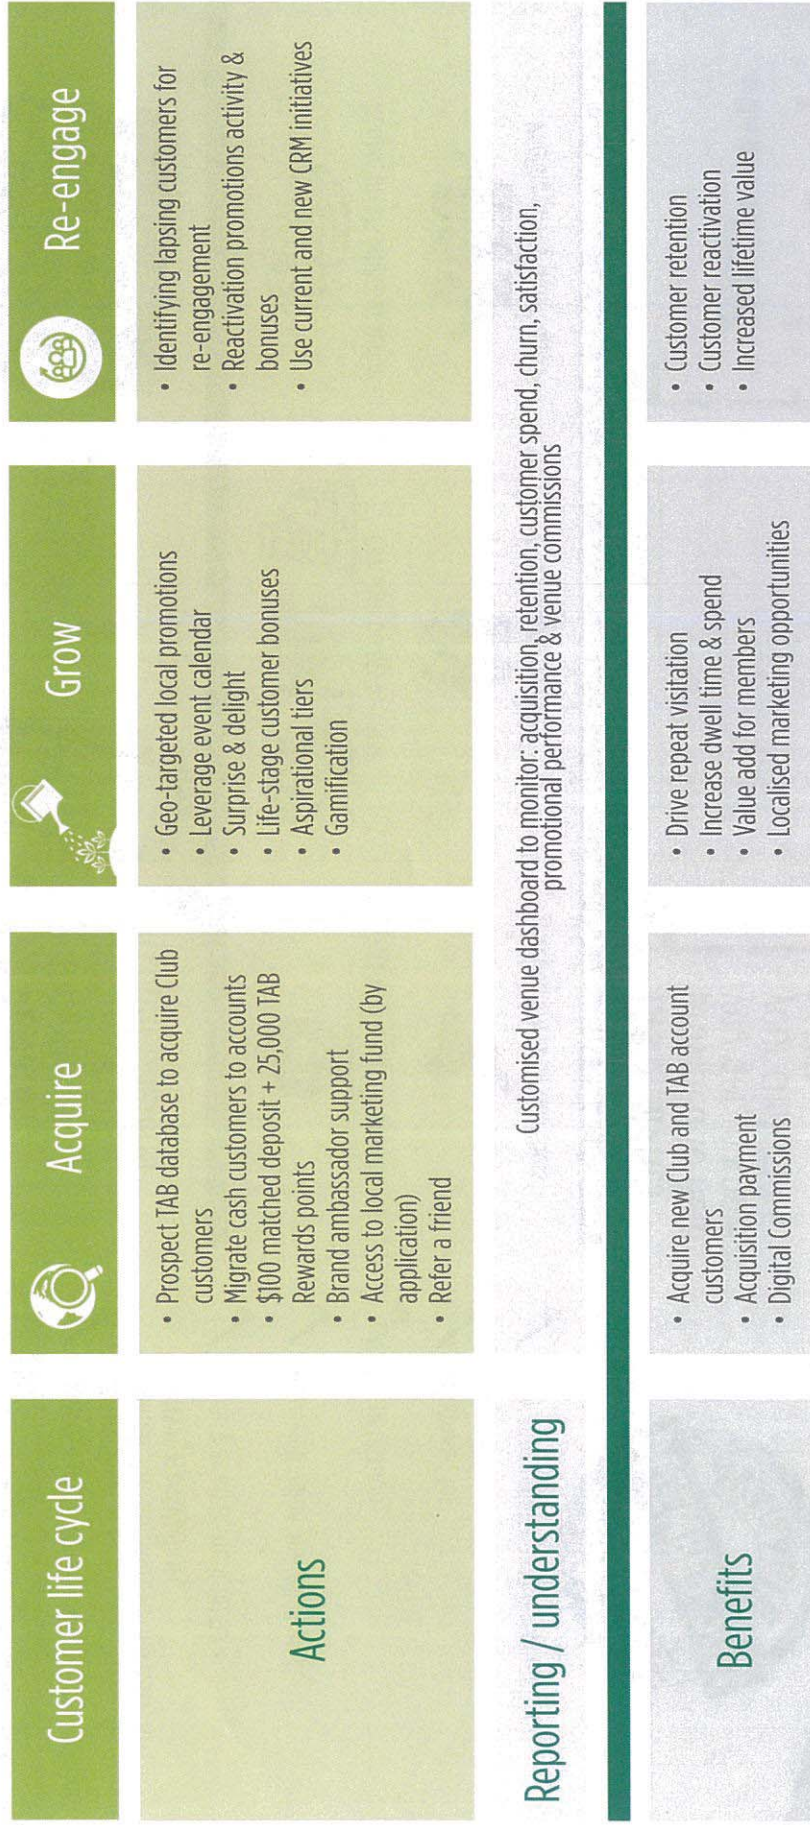 Customer life cycle
Acquire
Grow
Re-engage
Actions
• Prospect TAB database to acquire Club
customers
• Migrate cash customers to accounts
• $100 matched deposit + 25,000 TAB
Rewards points
• Brand ambassador support
• Access to local marketing fund (by
application)
• Refer a friend
• Geo-targeted local promotions
• Leverage event calendar
• Surprise & delight
• Life-stage customer bonuses
• Aspirational tiers
• Gamification
• Identifying lapsing customers for
re-engagement
• Reactivation promotions activity &
bonuses
• Use current and new CRM initiatives
Reporting / understanding
Customised venue dashboard to monitor: acquisition, retention, customer spend, churn, satisfaction,
promotional performance & venue commissions
Benefits
• Acquire new Club and TAB account
customers
• Acquisition payment
• Digital Commissions
• Drive repeat visitation
• Increase dwell time & spend
• Value add for members
• Localised marketing opportunities
• Customer retention
• Customer reactivation
• Increased lifetime value